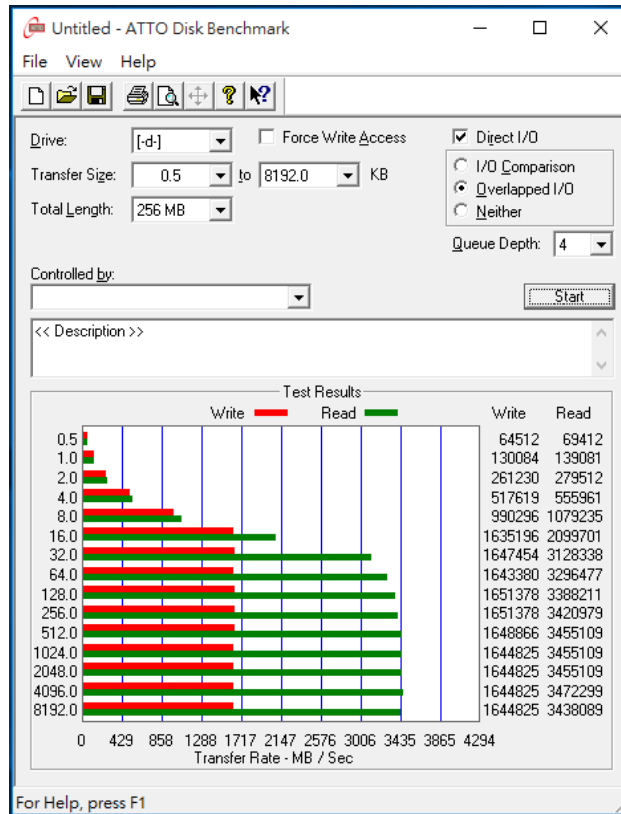 Untitled - ATTO Disk Benchmark
File View Help
Drive: [-d-] Force Write Access Direct I/O
Transfer Size: 0.5 to 8192.0 KB I/O Comparison
Overlapped I/O
Total Length: 256 MB Neither
Queue Depth: 4
Controlled by:
Start
<< Description >>
Test Results
Write Read Write Read
0.5 64512 69412
1.0 130084 139081
2.0 261230 279512
4.0 517619 555961
8.0 990296 1079235
16.0 1635196 2099701
32.0 1647454 3128338
64.0 1643380 3296477
128.0 1651378 3388211
256.0 1651378 3420979
512.0 1648866 3455109
1024.0 1644825 3455109
2048.0 1644825 3455109
4096.0 1644825 3472299
8192.0 1644825 3438089
0 429 858 1288 1717 2147 2576 3006 3435 3865 4294
Transfer Rate - MB / Sec
For Help, press F1